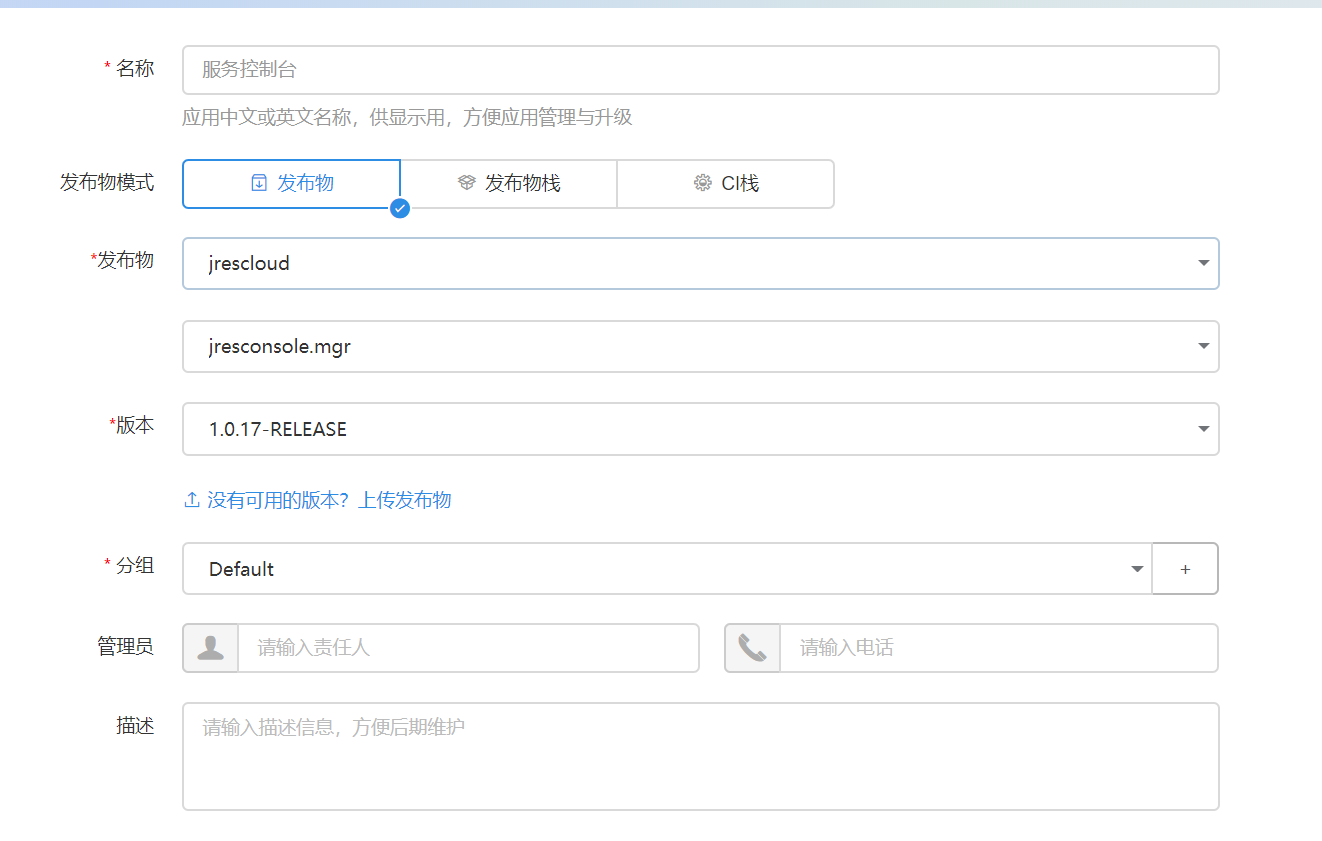 * 名称
服务控制台
应用中文或英文名称，供显示用，方便应用管理与升级
发布物模式
发布物
发布物栈
CI栈
*发布物
jrescloud
jresconsole.mgr
*版本
1.0.17-RELEASE
没有可用的版本？上传发布物
* 分组
Default
+
管理员
请输入责任人
请输入电话
描述
请输入描述信息，方便后期维护